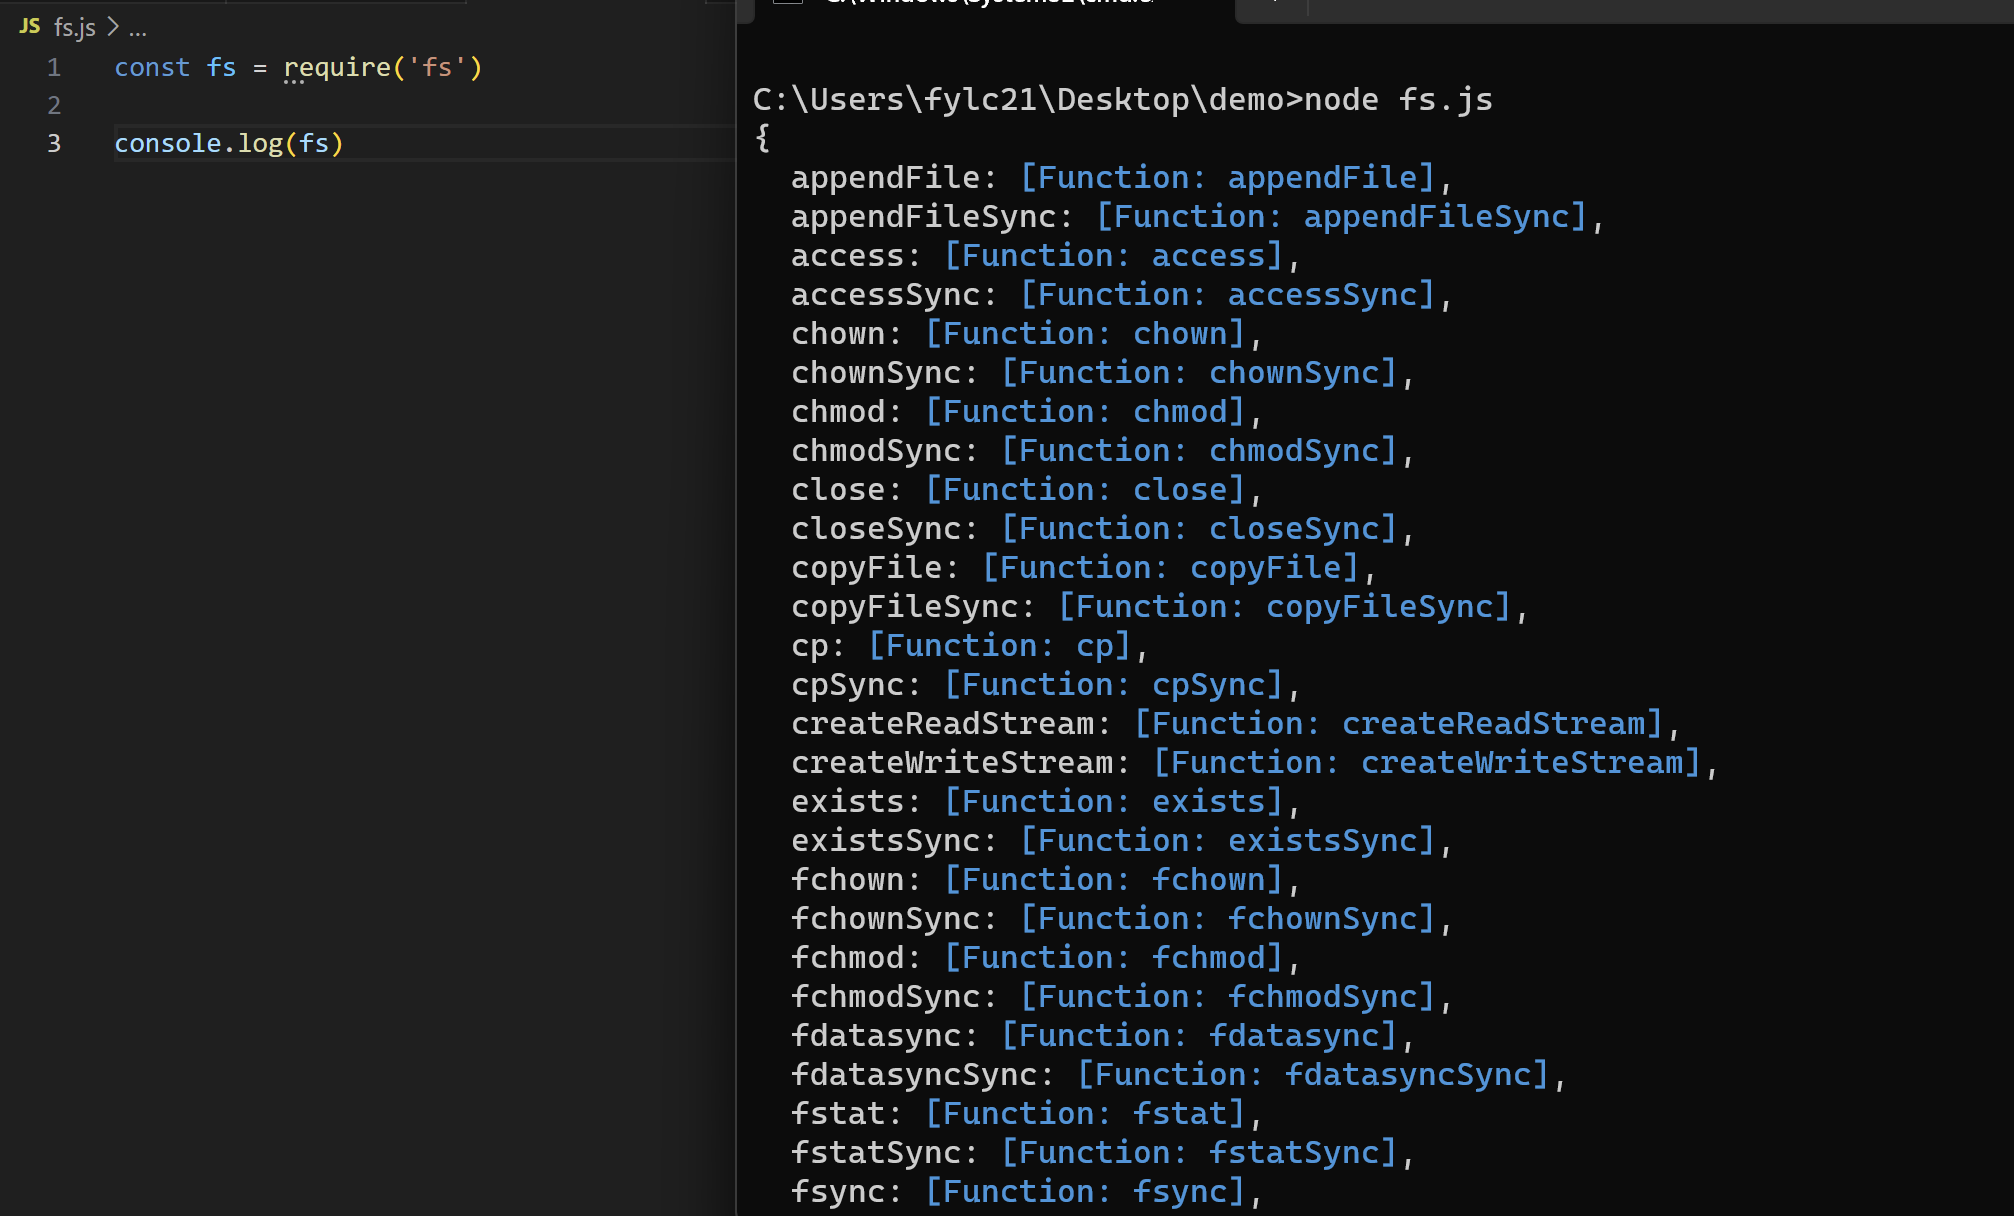 JS fs.js > ...
1 const fs = require('fs')
2
3 console.log(fs)
C:\Users\fylc21\Desktop\demo>node fs.js
{
  appendFile: [Function: appendFile],
  appendFileSync: [Function: appendFileSync],
  access: [Function: access],
  accessSync: [Function: accessSync],
  chown: [Function: chown],
  chownSync: [Function: chownSync],
  chmod: [Function: chmod],
  chmodSync: [Function: chmodSync],
  close: [Function: close],
  closeSync: [Function: closeSync],
  copyFile: [Function: copyFile],
  copyFileSync: [Function: copyFileSync],
  cp: [Function: cp],
  cpSync: [Function: cpSync],
  createReadStream: [Function: createReadStream],
  createWriteStream: [Function: createWriteStream],
  exists: [Function: exists],
  existsSync: [Function: existsSync],
  fchown: [Function: fchown],
  fchownSync: [Function: fchownSync],
  fchmod: [Function: fchmod],
  fchmodSync: [Function: fchmodSync],
  fdatasync: [Function: fdatasync],
  fdatasyncSync: [Function: fdatasyncSync],
  fstat: [Function: fstat],
  fstatSync: [Function: fstatSync],
  fsync: [Function: fsync],